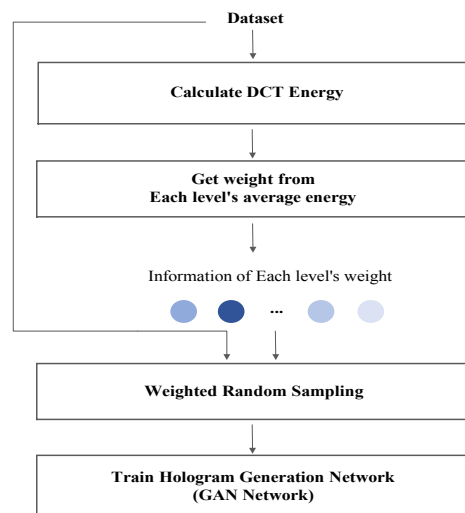 Dataset
Calculate DCT Energy
Get weight from
Each level's average energy
Information of Each level's weight
...
Weighted Random Sampling
Train Hologram Generation Network
(GAN Network)